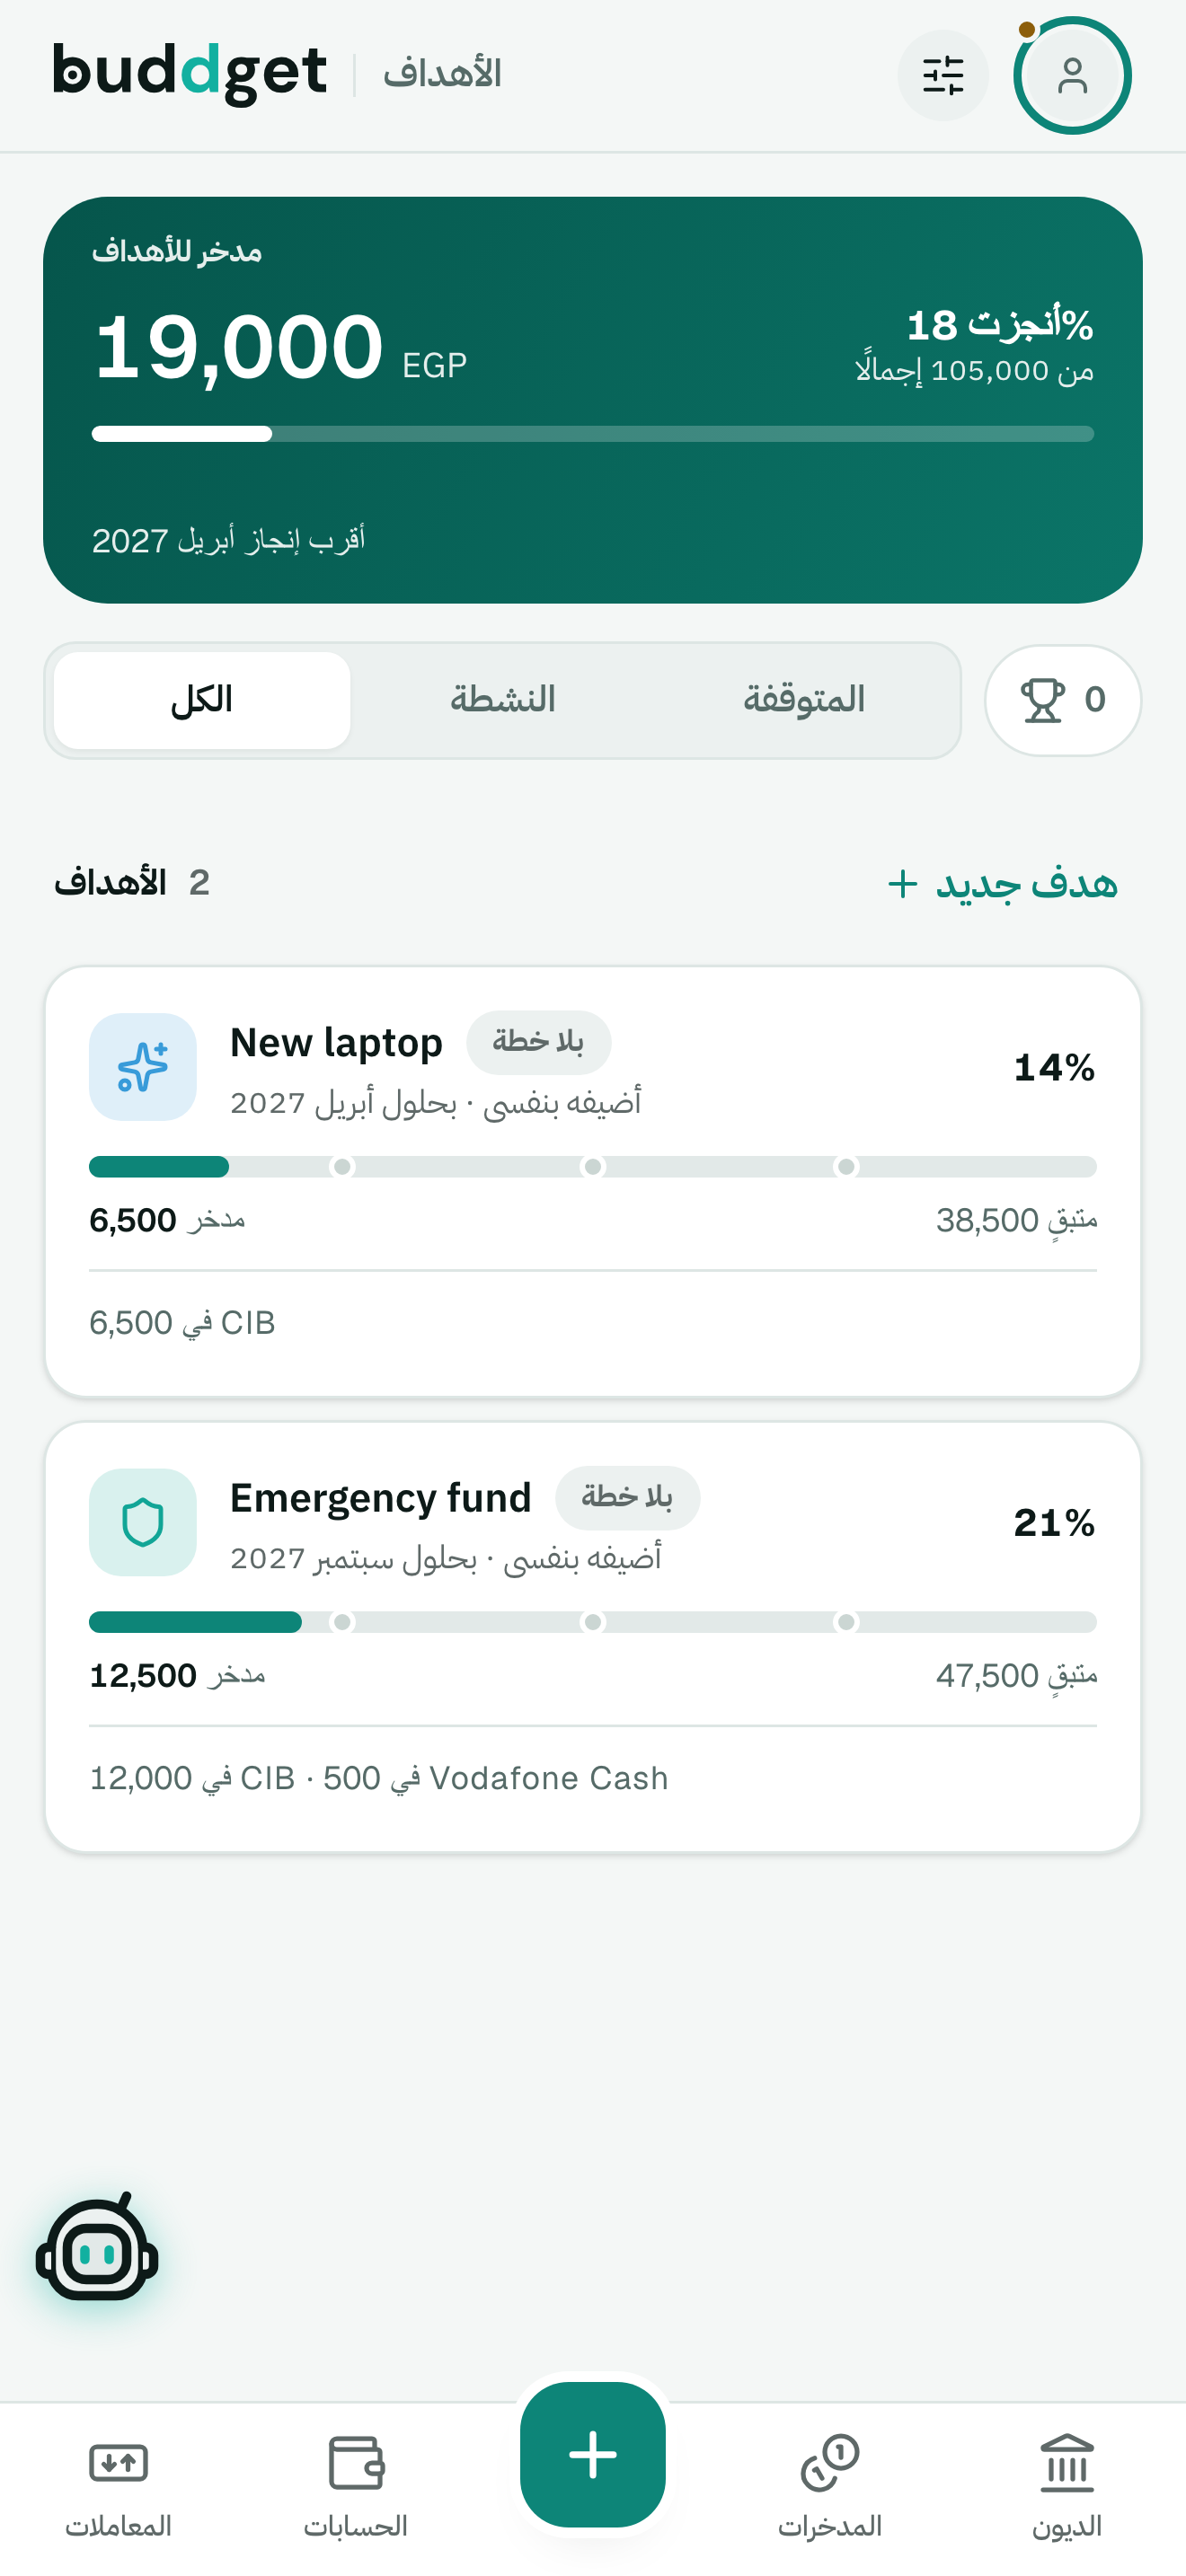 buddget | الأهداف
مدخر للأهداف
19,000 EGP
%أنجزت 18
من 105,000 إجمالًا
أقرب إنجاز أبريل 2027
الكل
النشطة
المتوقفة
0
الأهداف 2
هدف جديد +
New laptop بلا خطة
14%
أضيفه بنفسي · بحلول أبريل 2027
6,500 مدخر
متبقٍ 38,500
6,500 في CIB
Emergency fund بلا خطة
21%
أضيفه بنفسي · بحلول سبتمبر 2027
12,500 مدخر
متبقٍ 47,500
12,000 في CIB · 500 في Vodafone Cash
المعاملات
الحسابات
المدخرات
الديون